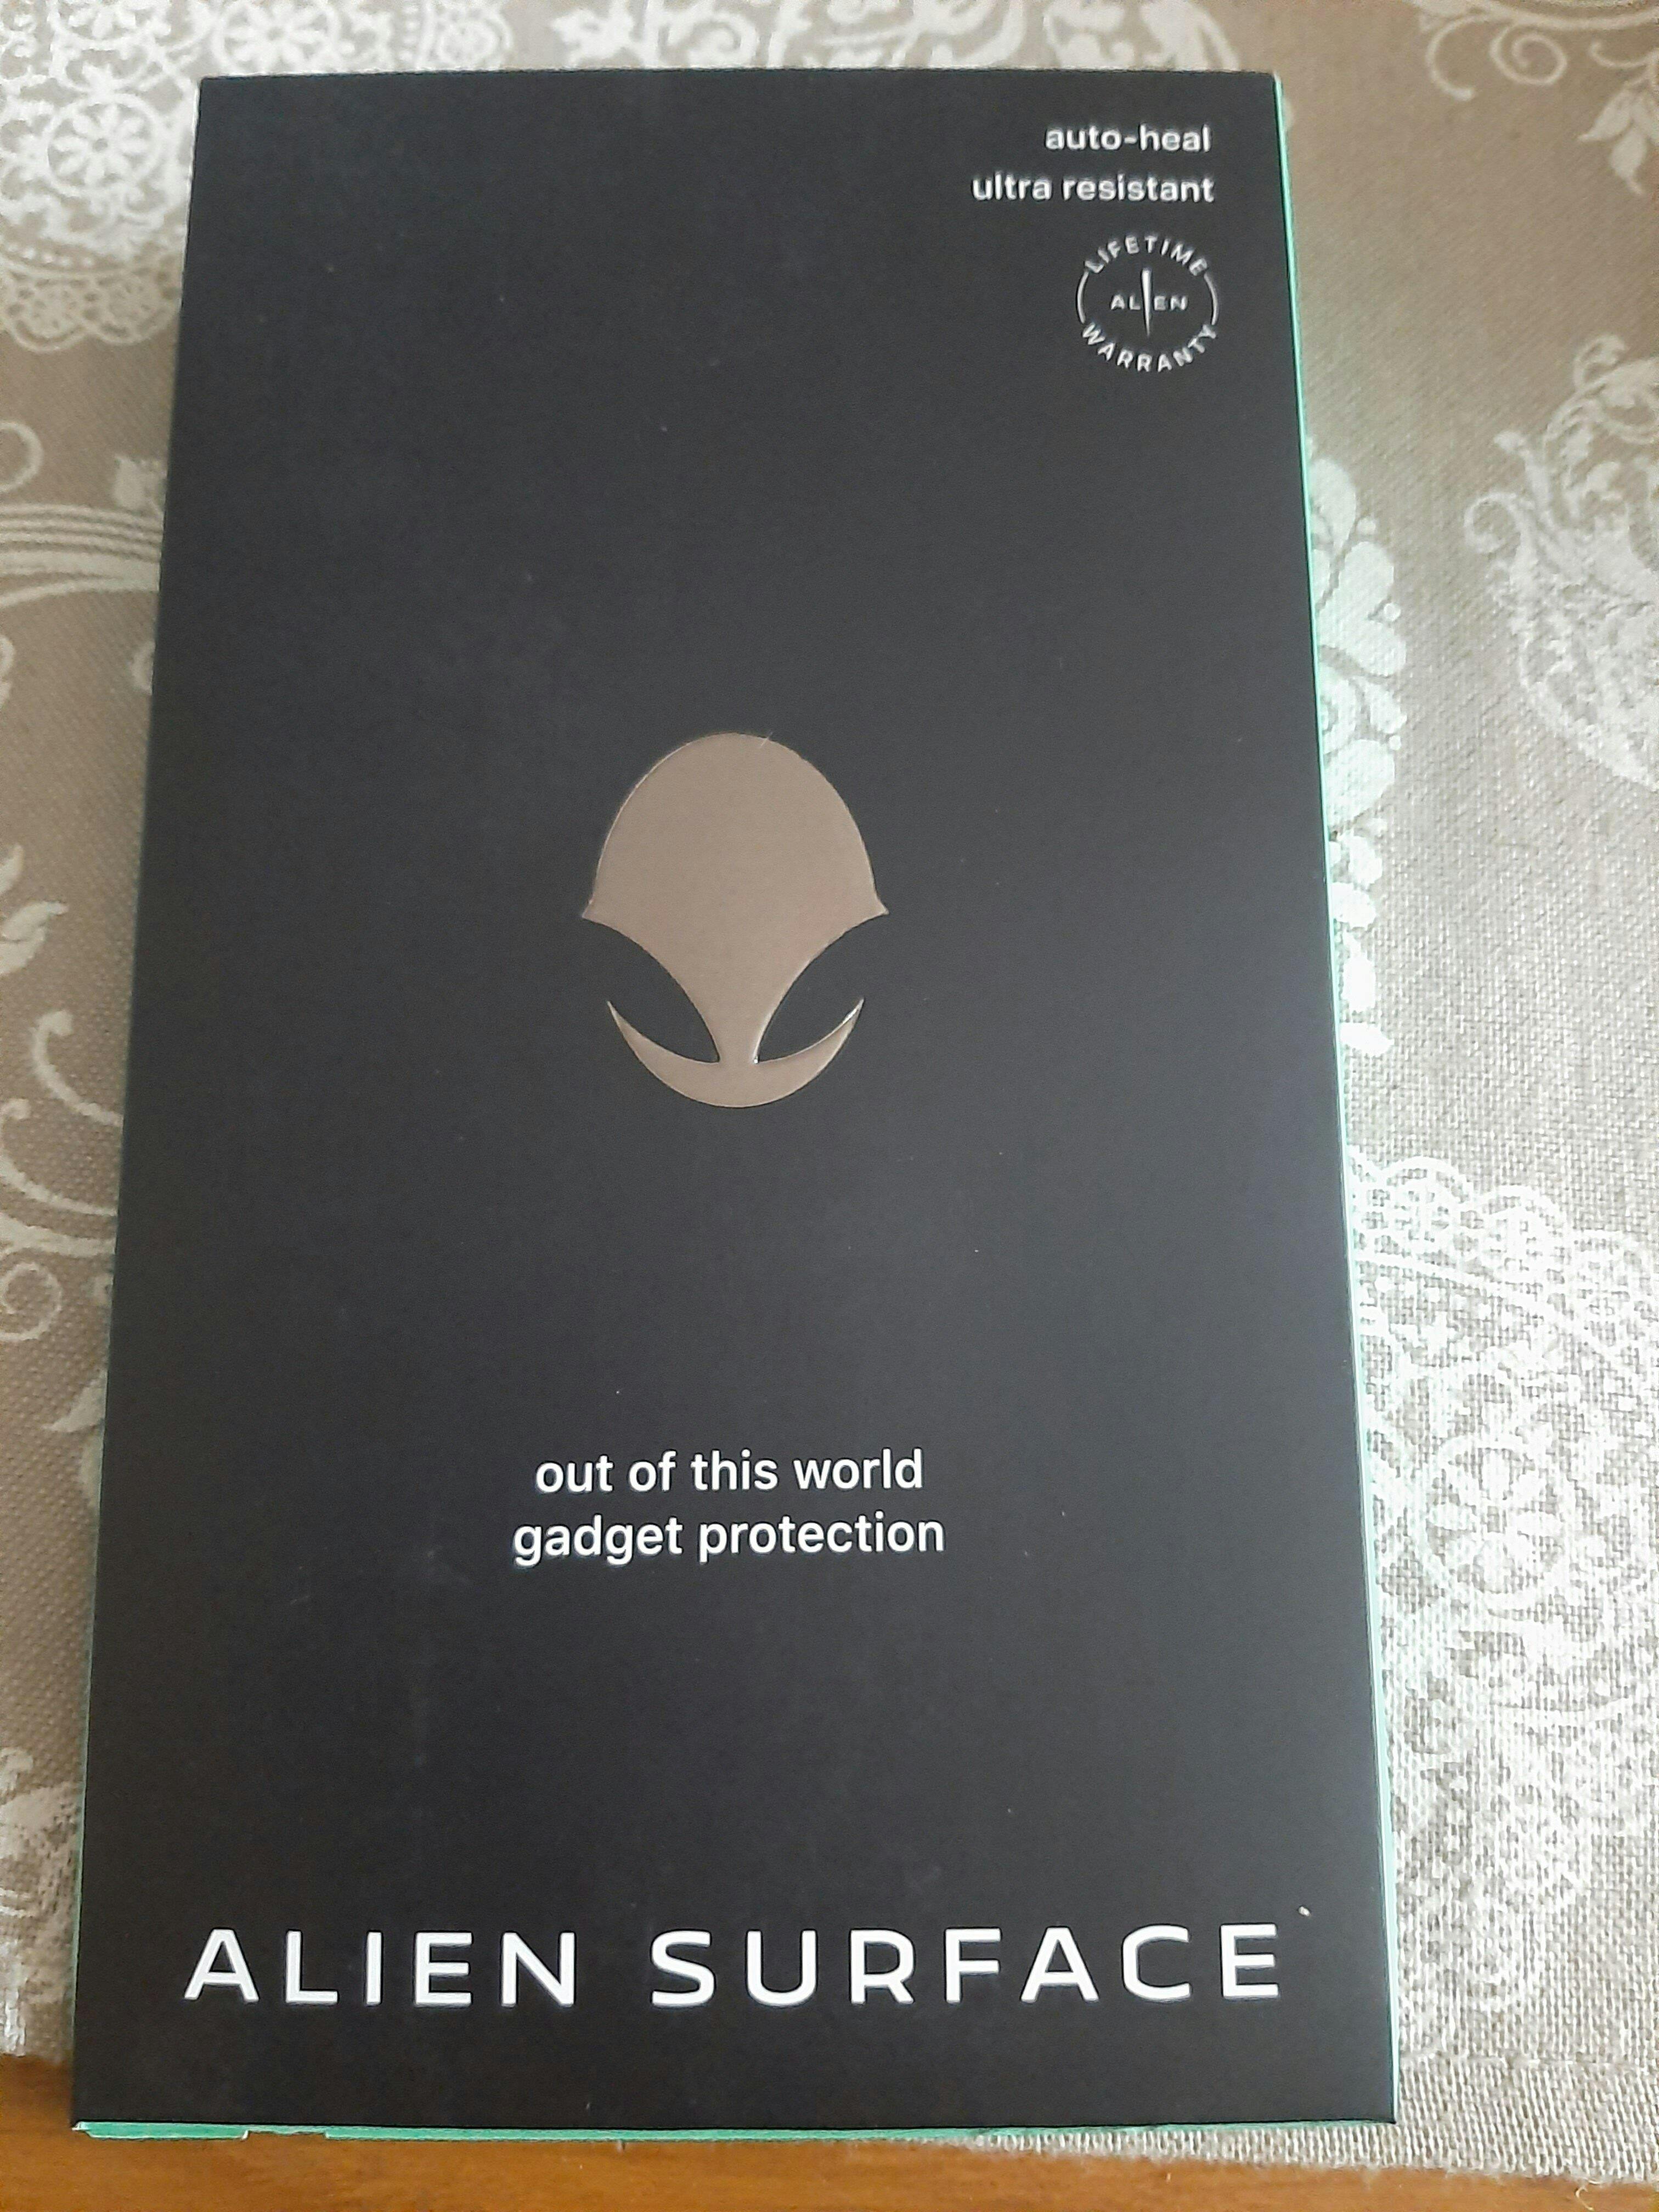 auto-heal
ultra resistant
LIFETIME
ALIEN
WARRANTY
out of this world
gadget protection
ALIEN SURFACE